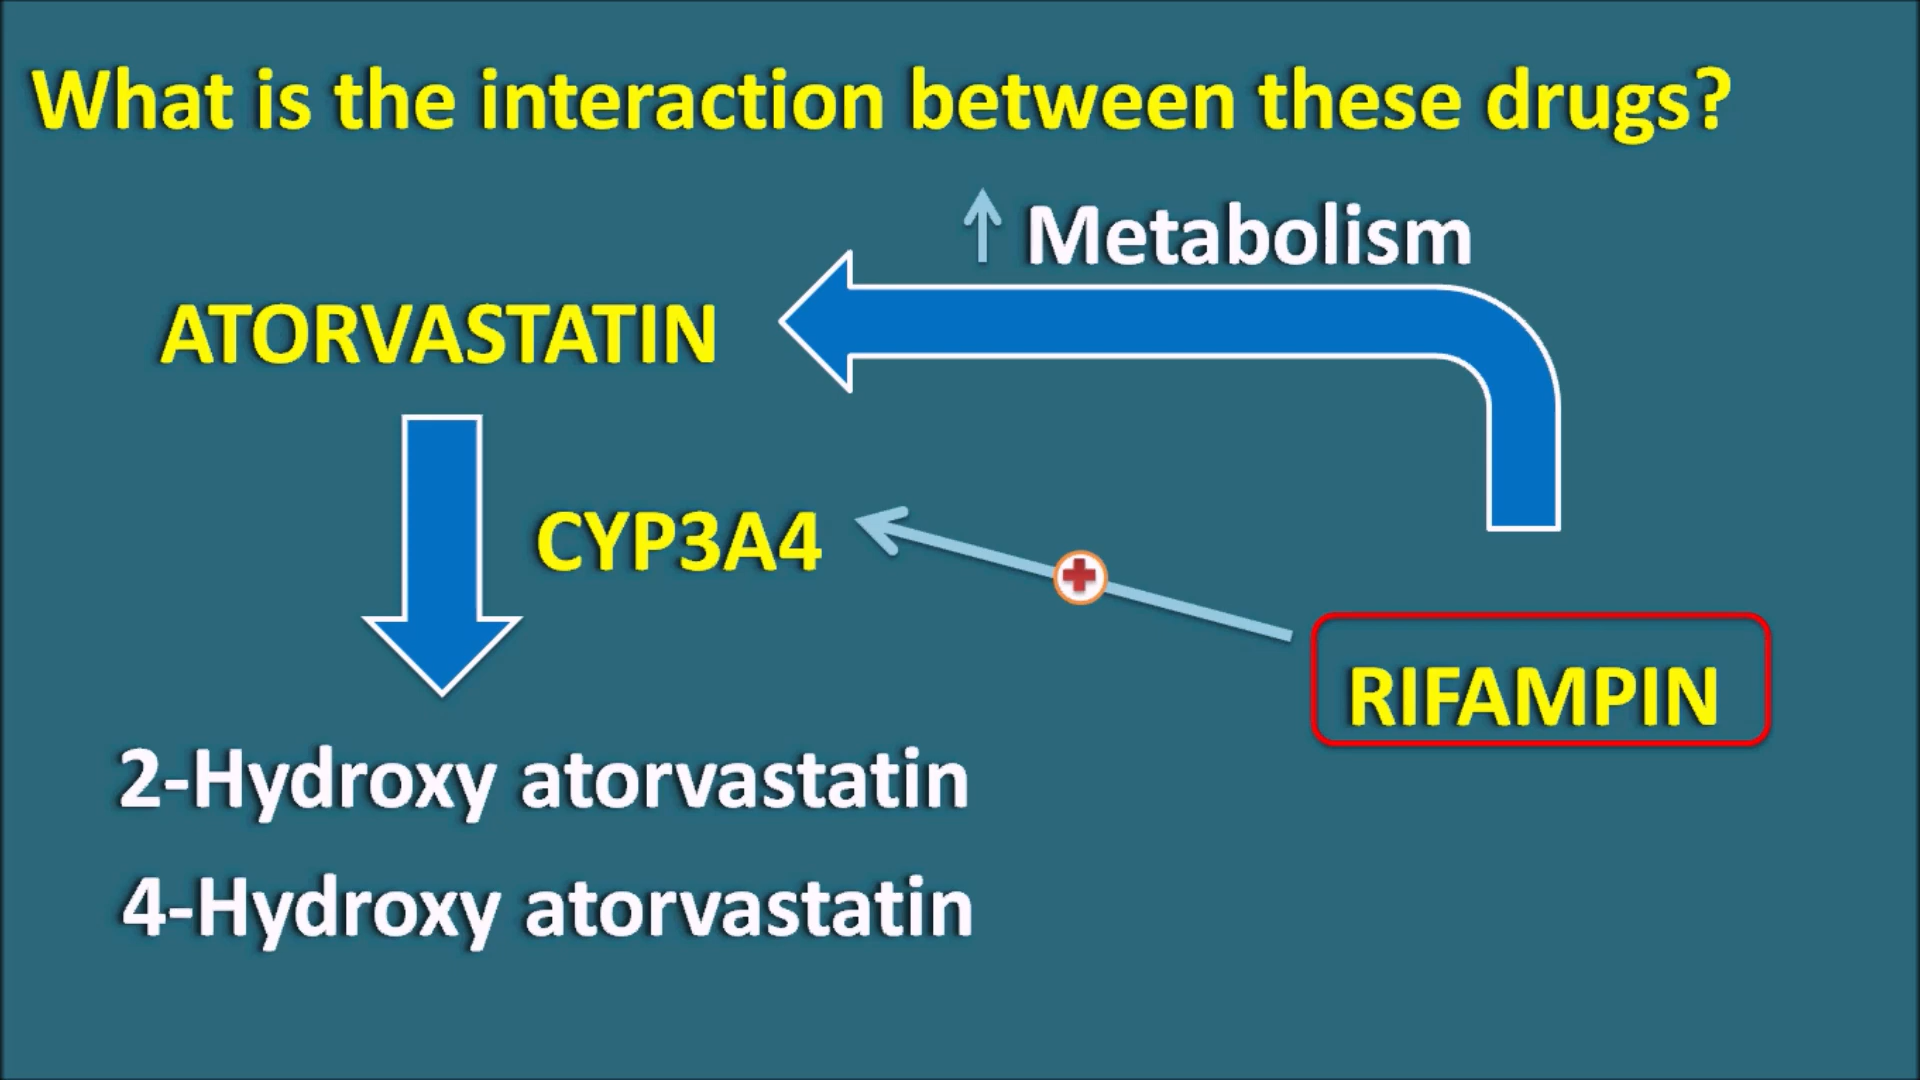 What is the interaction between these drugs?
↑ Metabolism
ATORVASTATIN
CYP3A4
RIFAMPIN
2-Hydroxy atorvastatin
4-Hydroxy atorvastatin